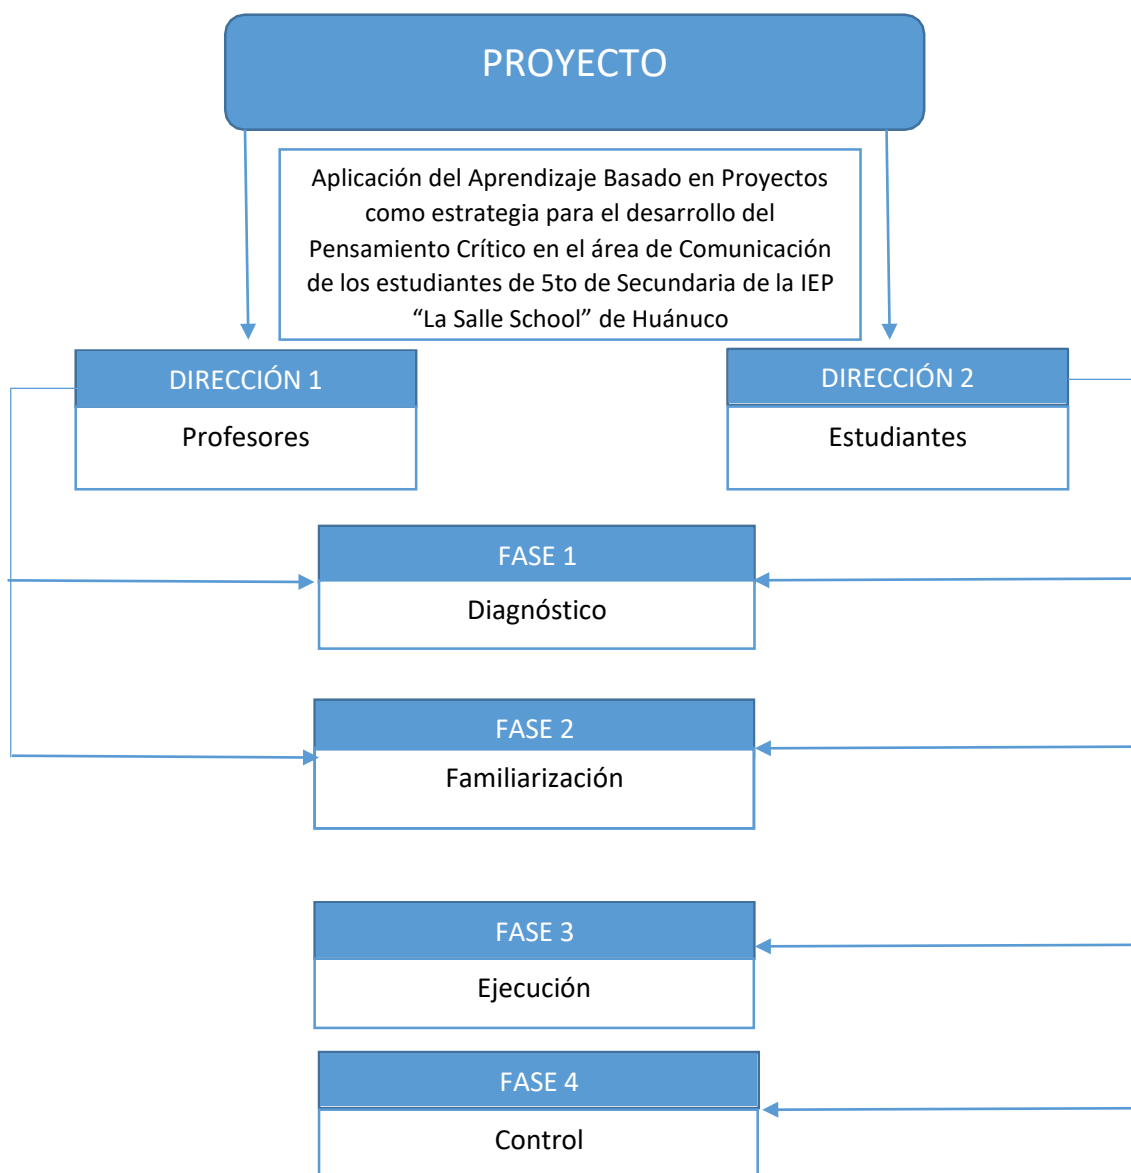 PROYECTO
Aplicación del Aprendizaje Basado en Proyectos
como estrategia para el desarrollo del
Pensamiento Crítico en el área de Comunicación
de los estudiantes de 5to de Secundaria de la IEP
“La Salle School” de Huánuco
DIRECCIÓN 1
Profesores
DIRECCIÓN 2
Estudiantes
FASE 1
Diagnóstico
FASE 2
Familiarización
FASE 3
Ejecución
FASE 4
Control